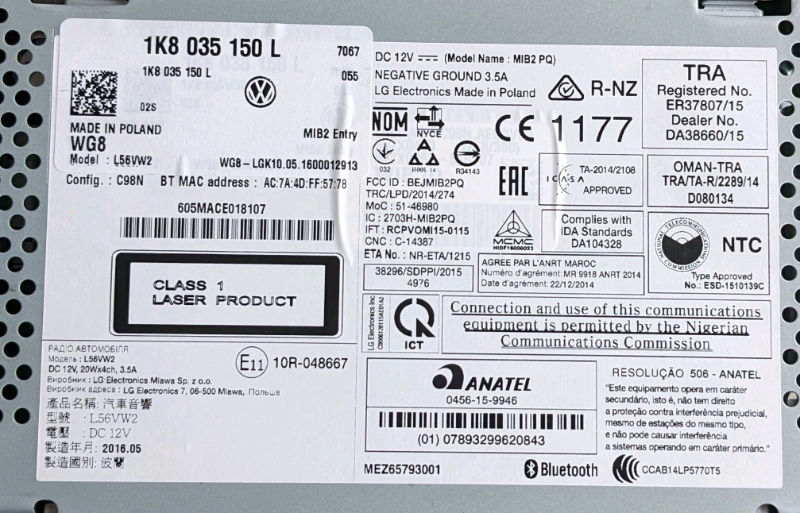 1K8 035 150 L 7067
1K8 035 150 L 055
02S
MADE IN POLAND
WG8
MIB2 Entry
Model : L56VW2 WG8-LGK10.05.1600012913
Config. : C98N BT MAC address : AC:7A:4D:FF:57:78
605MACE018107
CLASS 1
LASER PRODUCT
РАДІО АВТОМОБІЛЯ
Модель : L56VW2
DC 12V, 20Wx4ch, 3.5A
Виробник : LG Electronics Mlawa Sp. z o.o.
Виробник адреса : LG Electronics 7, 06-500 Mlawa, Польща
E11 10R-048667
產品名稱: 汽車音響
型號 : L56VW2
電壓 : DC 12V
製造年月: 2016.05
製造國別: 波蘭
DC 12V (Model Name : MIB2 PQ)
NEGATIVE GROUND 3.5A
LG Electronics Made in Poland
R-NZ
NOM
NYCE
CE 1177
032
R34143
FCC ID : BEJMIB2PQ
TRC/LPD/2014/274
MoC : 51-46980
IC : 2703H-MIB2PQ
IFT : RCPVOMI15-0115
CNC : C-14387
ETA No. : NR-ETA/1215
EAC
MCMC
38296/SDPPI/2015
4976
TRA
Registered No.
ER37807/15
Dealer No.
DA38660/15
ICASA
TA-2014/2108
APPROVED
OMAN-TRA
TRA/TA-R/2289/14
D080134
Complies with
IDA Standards
DA104328
NTC
Type Approved
No.: ESD-1510139C
AGREE PAR L'ANRT MAROC
Numéro d'agrément: MR 9918 ANRT 2014
Date d'agrément: 22/12/2014
LG Electronics Inc
ICT
Connection and use of this communications
equipment is permitted by the Nigerian
Communications Commission
ANATEL
0456-15-9946
(01) 07893299620843
RESOLUÇÃO 506 - ANATEL
"Este equipamento opera em caráter
secundário, isto é, não tem direito
a proteção contra interferência prejudicial,
mesmo de estações do mesmo tipo,
e não pode causar interferência
a sistemas operando em caráter primário."
MEZ65793001
Bluetooth
CCAB14LP5770T5